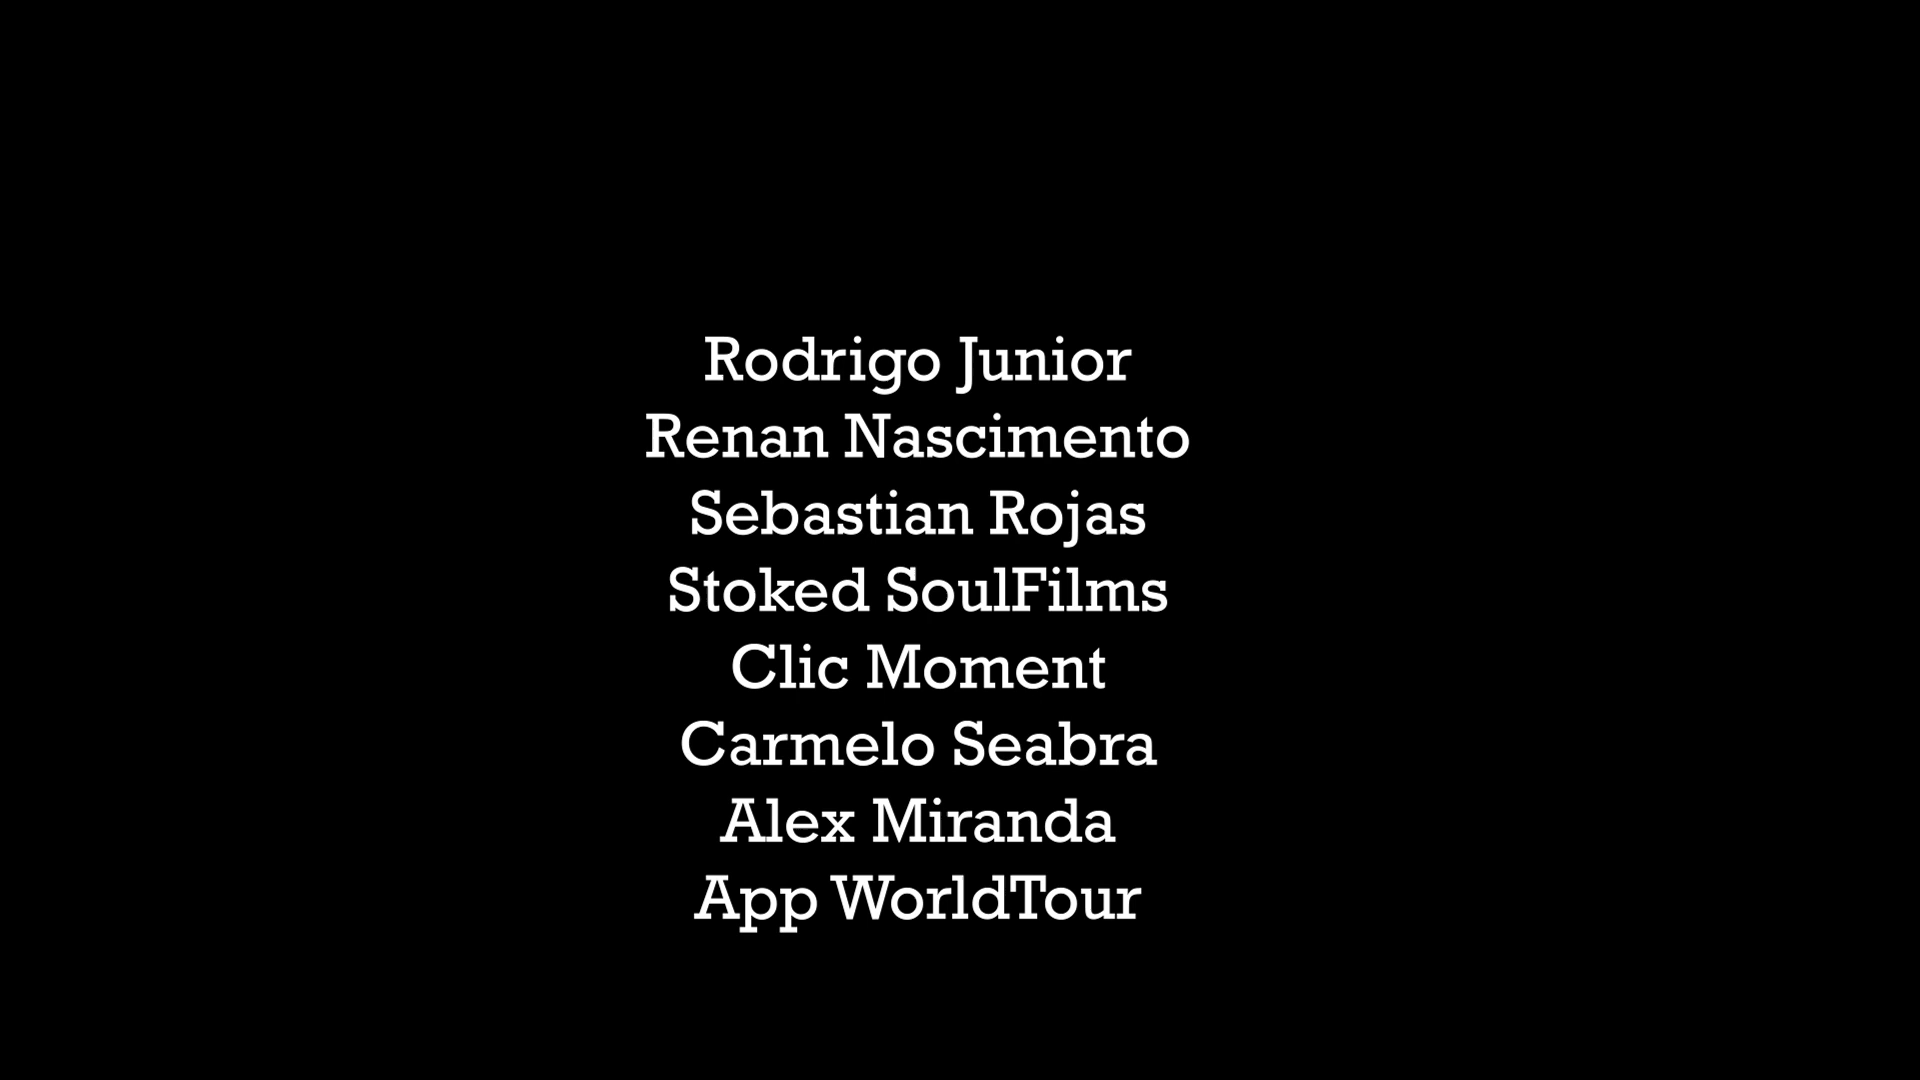 Rodrigo Junior
Renan Nascimento
Sebastian Rojas
Stoked SoulFilms
Clic Moment
Carmelo Seabra
Alex Miranda
App WorldTour